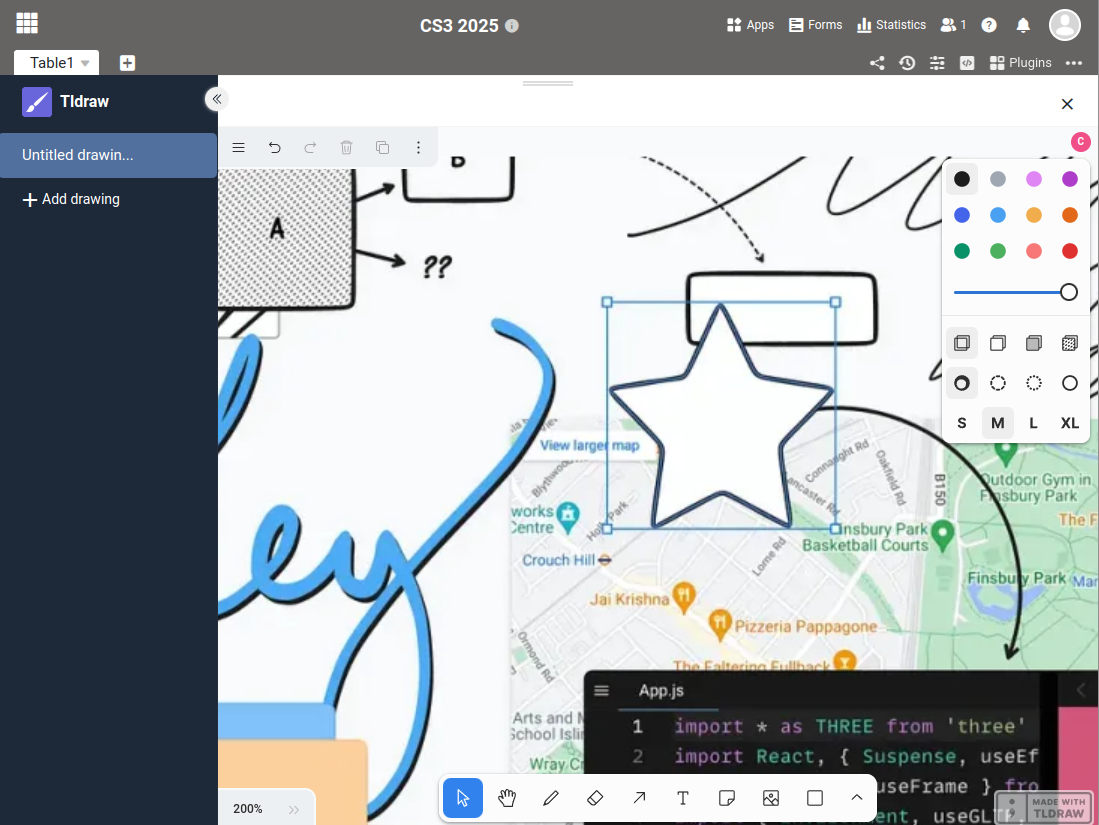 CS3 2025
Apps
Forms
Statistics
1
Table1
Plugins
Tldraw
Untitled drawin...
Add drawing
C
B
A
??
S M L XL
View larger map
Blythwood
Connaught Rd
Oakfield Rd
Lancaster Rd
B150
Outdoor Gym in
Finsbury Park
works
Centre
Holly Park
The F
Finsbury Park
Basketball Courts
Crouch Hill
Lorne Rd
Finsbury Park
Mar
Jai Krishna
Pizzeria Pappagone
Ormond Rd
The Faltering Fullback
ey
App.js
1 import * as THREE from 'three'
2 import React, { Suspense, useEf
useFrame } fro
ment, useGLT
Arts and M
School Islin
Wray Cr
200%
T
MADE WITH
TLDRAW